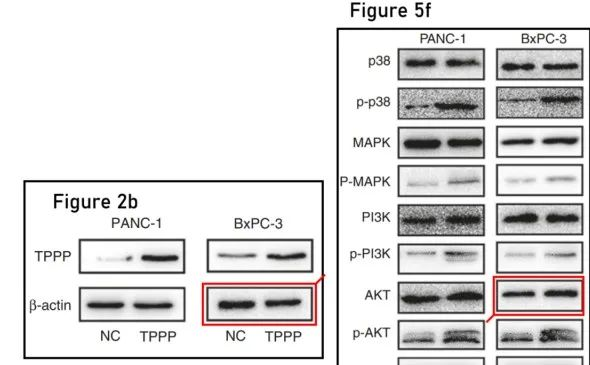 Figure 5f
PANC-1 BxPC-3
p38
p-p38
MAPK
P-MAPK
PI3K
p-PI3K
AKT
p-AKT
Figure 2b
PANC-1 BxPC-3
TPPP
β-actin
NC TPPP NC TPPP